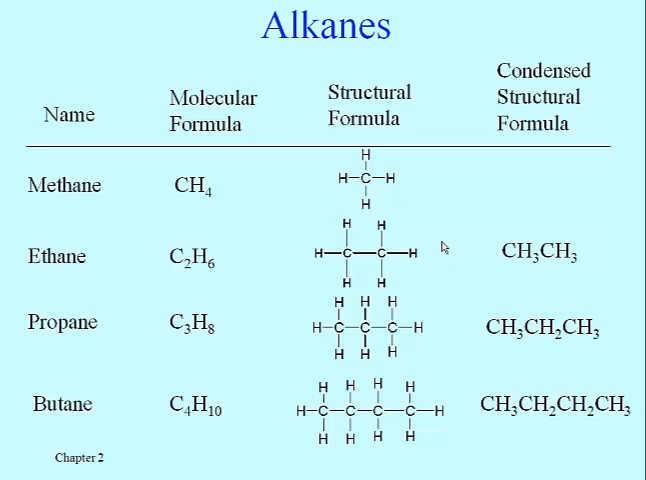 Alkanes
Name
Molecular
Formula
Structural
Formula
Condensed
Structural
Formula
Methane CH₄
H
H–C–H
H
Ethane C₂H₆
H H
H–C–C–H
H H
CH₃CH₃
Propane C₃H₈
H H H
H–C–C–C–H
H H H
CH₃CH₂CH₃
Butane C₄H₁₀
H H H H
H–C–C–C–C–H
H H H H
CH₃CH₂CH₂CH₃
Chapter 2